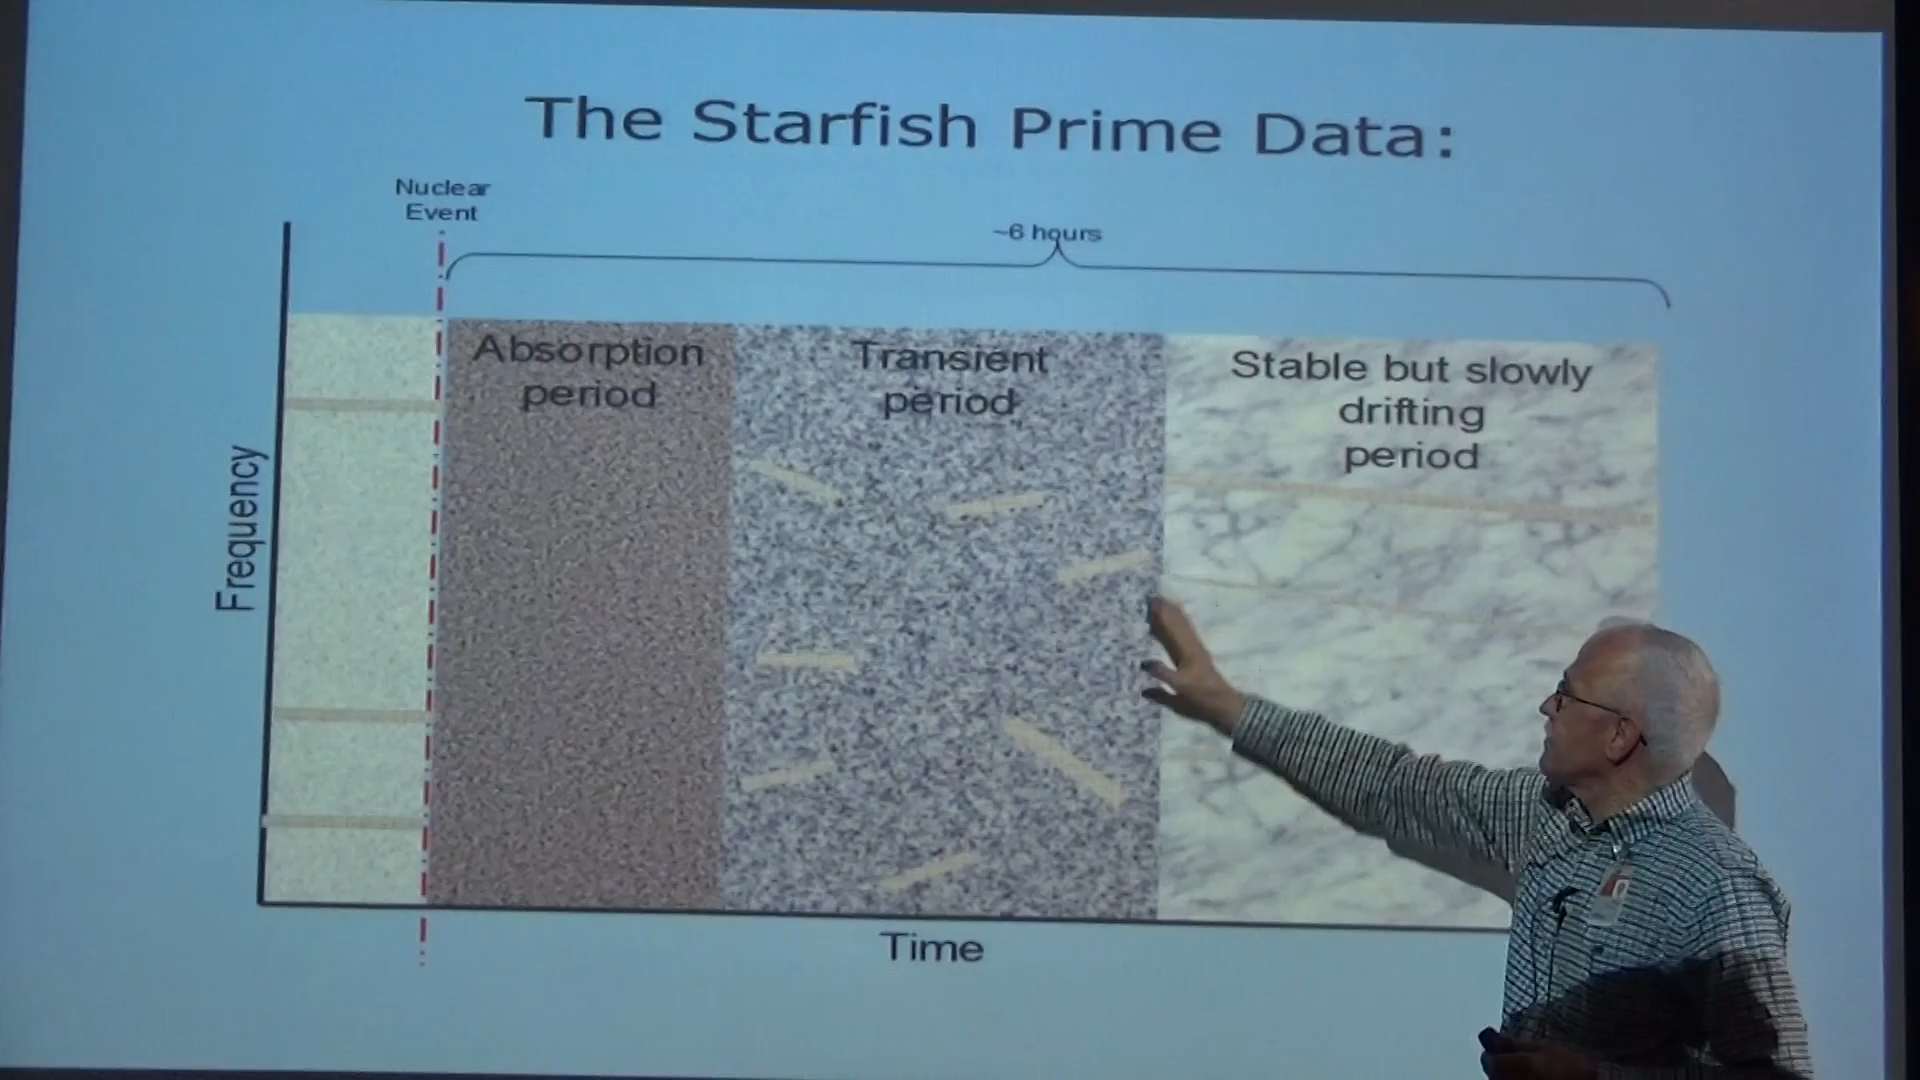 The Starfish Prime Data:
Nuclear
Event
~6 hours
Absorption
period
Transient
period
Stable but slowly
drifting
period
Frequency
Time